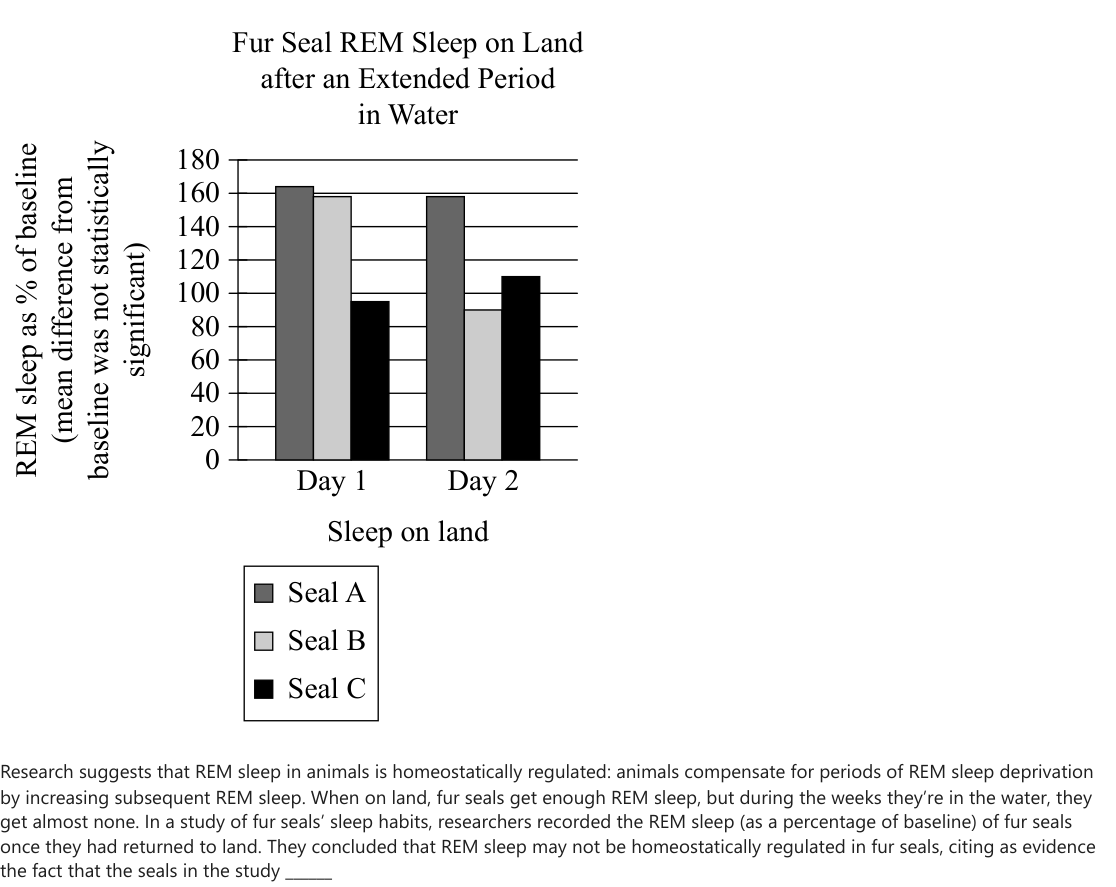 Fur Seal REM Sleep on Land
after an Extended Period
in Water
REM sleep as % of baseline
(mean difference from
baseline was not statistically
significant)
180
160
140
120
100
80
60
40
20
0
Day 1 Day 2
Sleep on land
Seal A
Seal B
Seal C
Research suggests that REM sleep in animals is homeostatically regulated: animals compensate for periods of REM sleep deprivation
by increasing subsequent REM sleep. When on land, fur seals get enough REM sleep, but during the weeks they’re in the water, they
get almost none. In a study of fur seals’ sleep habits, researchers recorded the REM sleep (as a percentage of baseline) of fur seals
once they had returned to land. They concluded that REM sleep may not be homeostatically regulated in fur seals, citing as evidence
the fact that the seals in the study ______